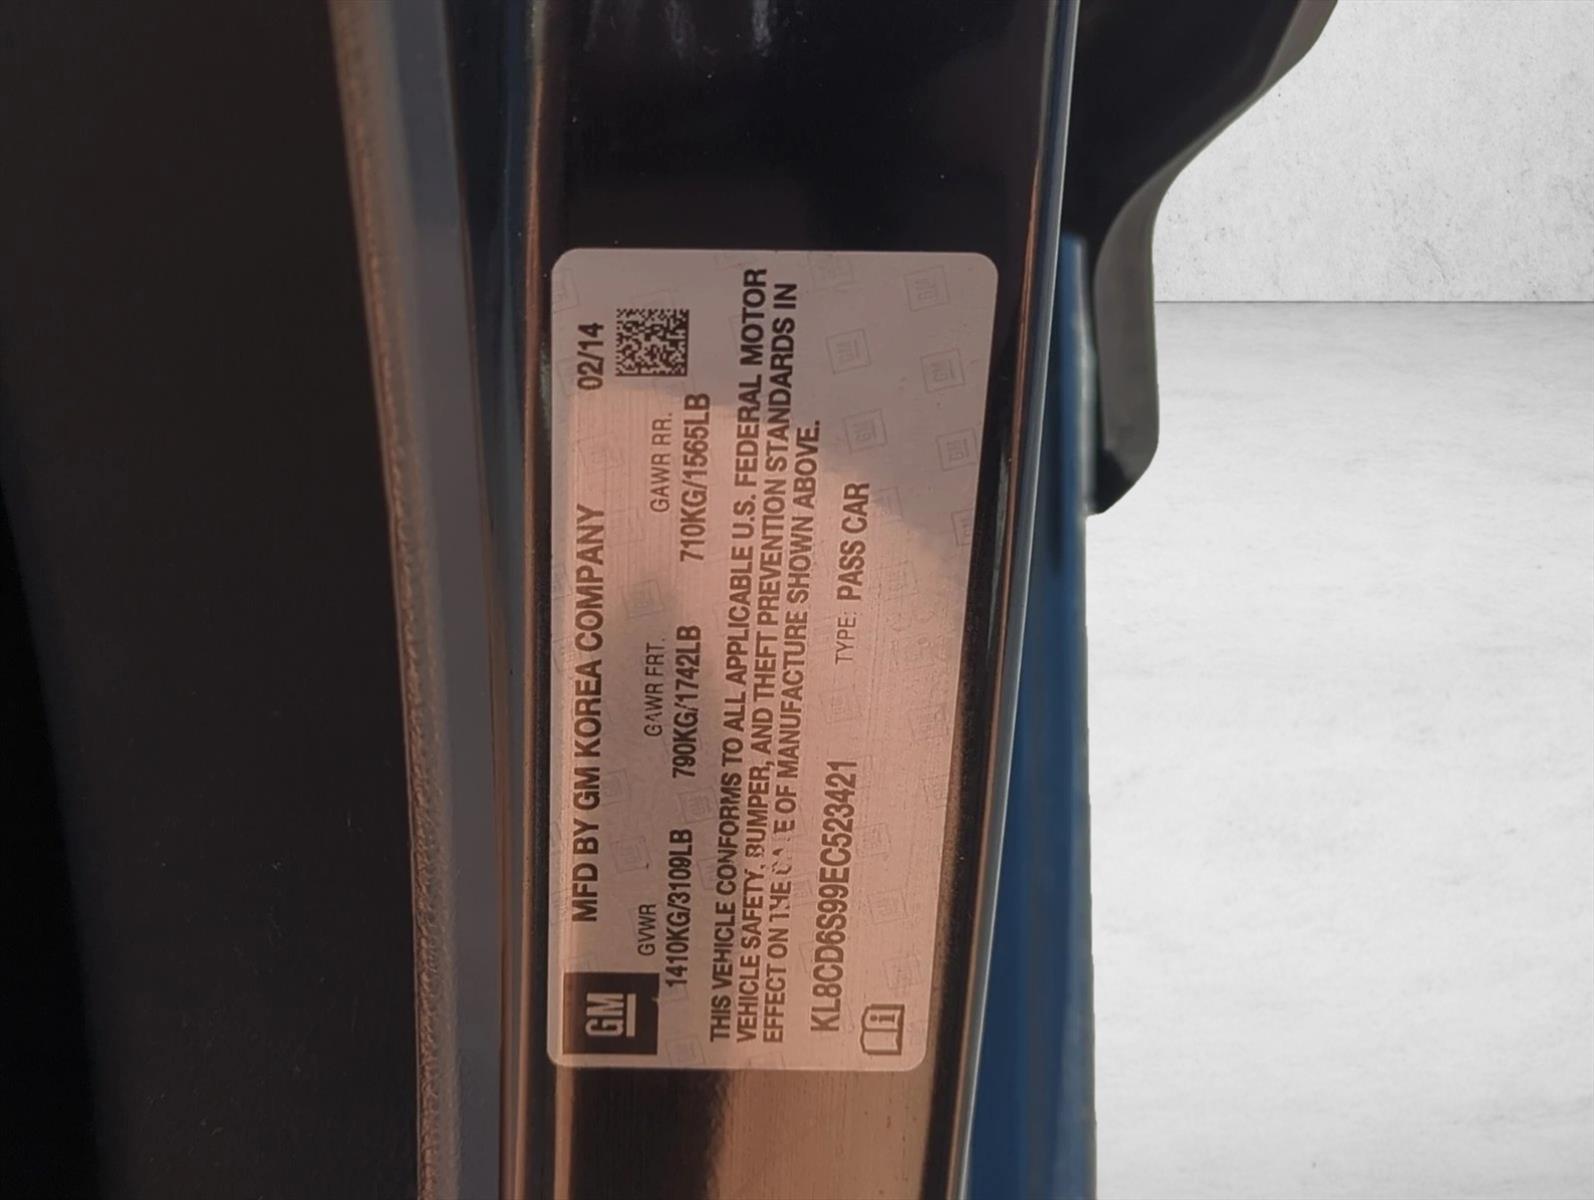 GM
MFD BY GM KOREA COMPANY 02/14
GVWR GAWR FRT. GAWR RR.
1410KG/3109LB 790KG/1742LB 710KG/1565LB
THIS VEHICLE CONFORMS TO ALL APPLICABLE U.S. FEDERAL MOTOR
VEHICLE SAFETY, BUMPER, AND THEFT PREVENTION STANDARDS IN
EFFECT ON THE DATE OF MANUFACTURE SHOWN ABOVE.
KL8CD6S99EC523421 TYPE: PASS CAR